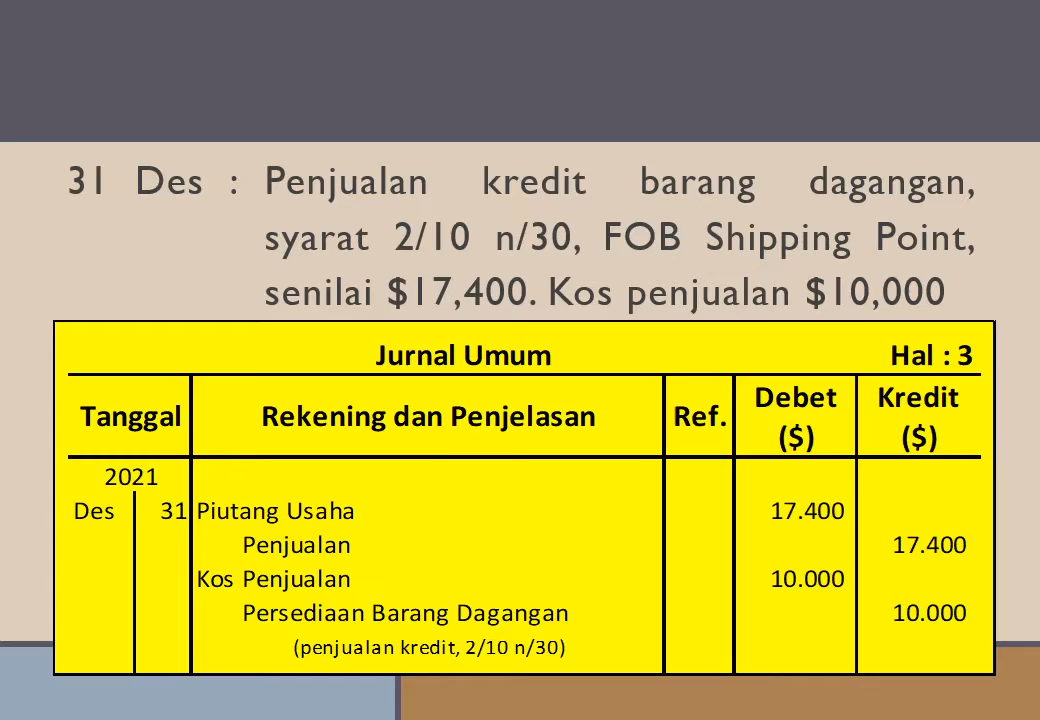 31 Des : Penjualan kredit barang dagangan,
syarat 2/10 n/30, FOB Shipping Point,
senilai $17,400. Kos penjualan $10,000
Jurnal Umum Hal : 3
Tanggal Rekening dan Penjelasan Ref. Debet ($) Kredit ($)
2021
Des 31 Piutang Usaha 17.400
Penjualan 17.400
Kos Penjualan 10.000
Persediaan Barang Dagangan 10.000
(penjualan kredit, 2/10 n/30)